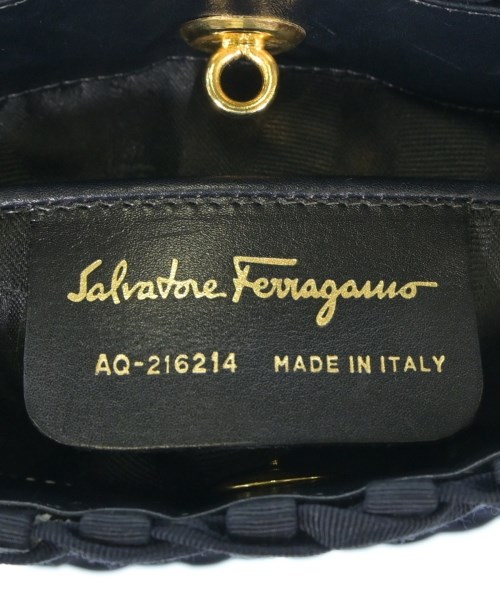 Salvatore Ferragamo
AQ-216214 MADE IN ITALY